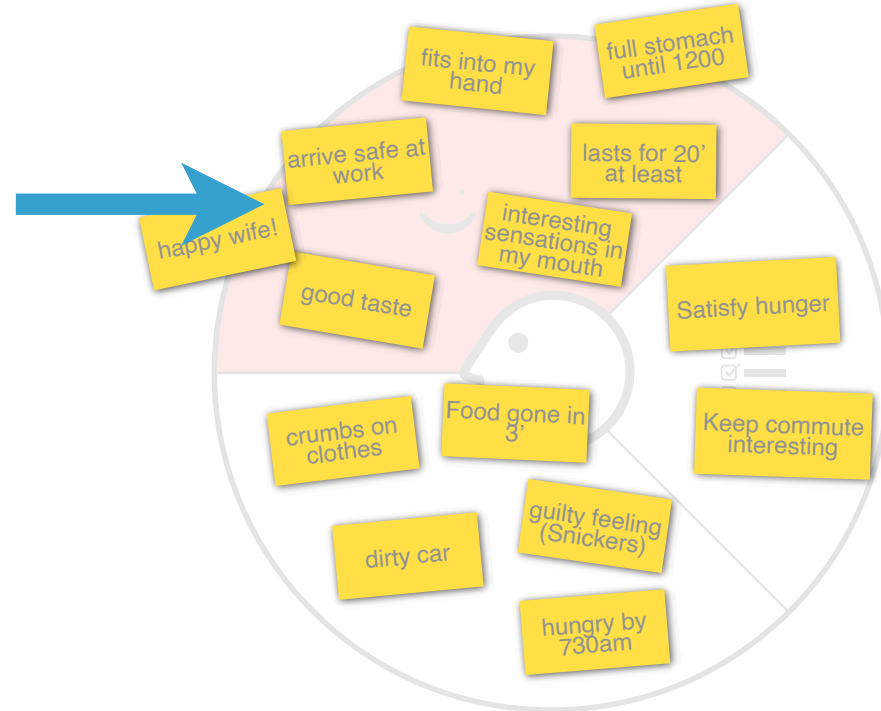 full stomach
until 1200
fits into my
hand
arrive safe at
work
lasts for 20’
at least
happy wife!
interesting
sensations in
my mouth
good taste
Satisfy hunger
Food gone in
3’
crumbs on
clothes
Keep commute
interesting
guilty feeling
(Snickers)
dirty car
hungry by
730am